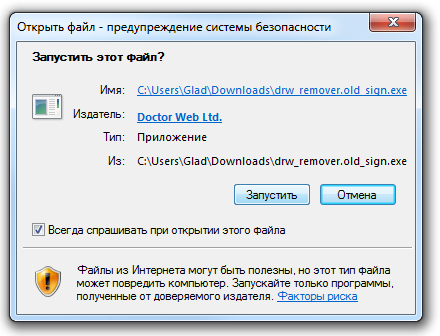 Открыть файл - предупреждение системы безопасности
Запустить этот файл?
Имя: C:\Users\Glad\Downloads\drw_remover.old_sign.exe
Издатель: Doctor Web Ltd.
Тип: Приложение
Из: C:\Users\Glad\Downloads\drw_remover.old_sign.exe
Запустить Отмена
Всегда спрашивать при открытии этого файла
Файлы из Интернета могут быть полезны, но этот тип файла
может повредить компьютер. Запускайте только программы,
полученные от доверяемого издателя. Факторы риска